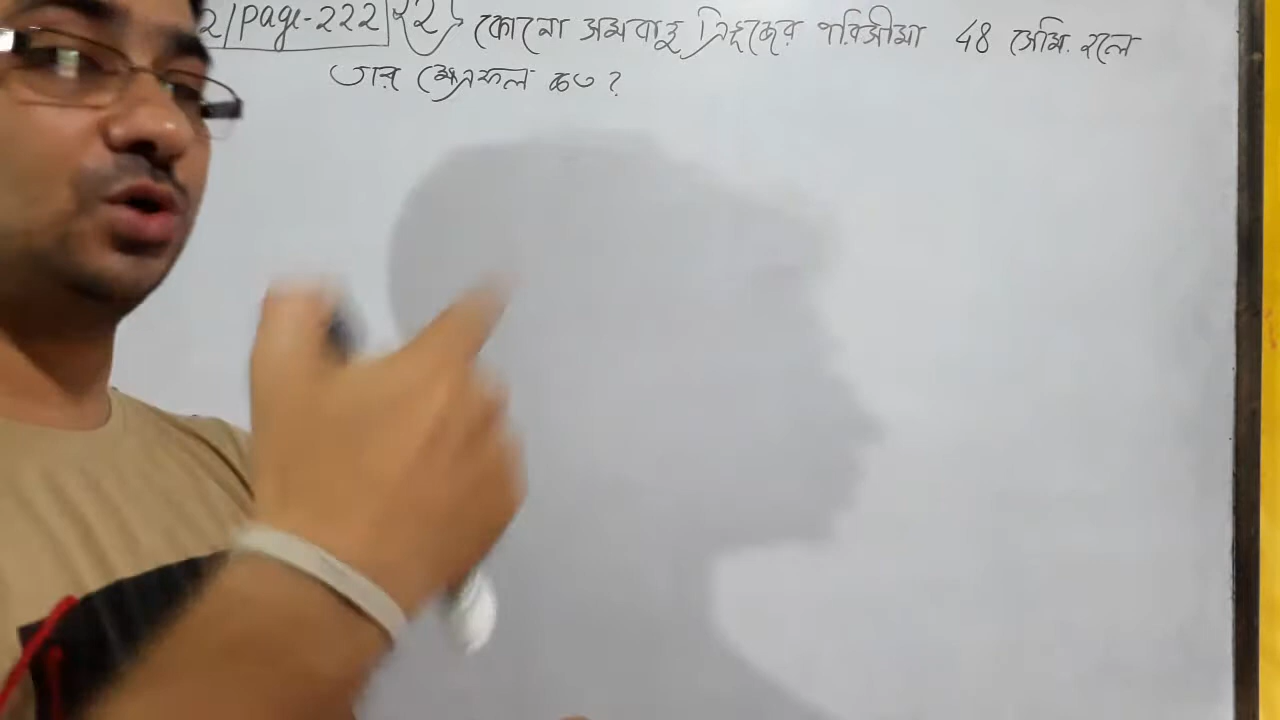 2/page-222 ২২) কোনো সমবাহু ত্রিভুজের পরিসীমা 48 সেমি. হলে
তার ক্ষেত্রফল কত?